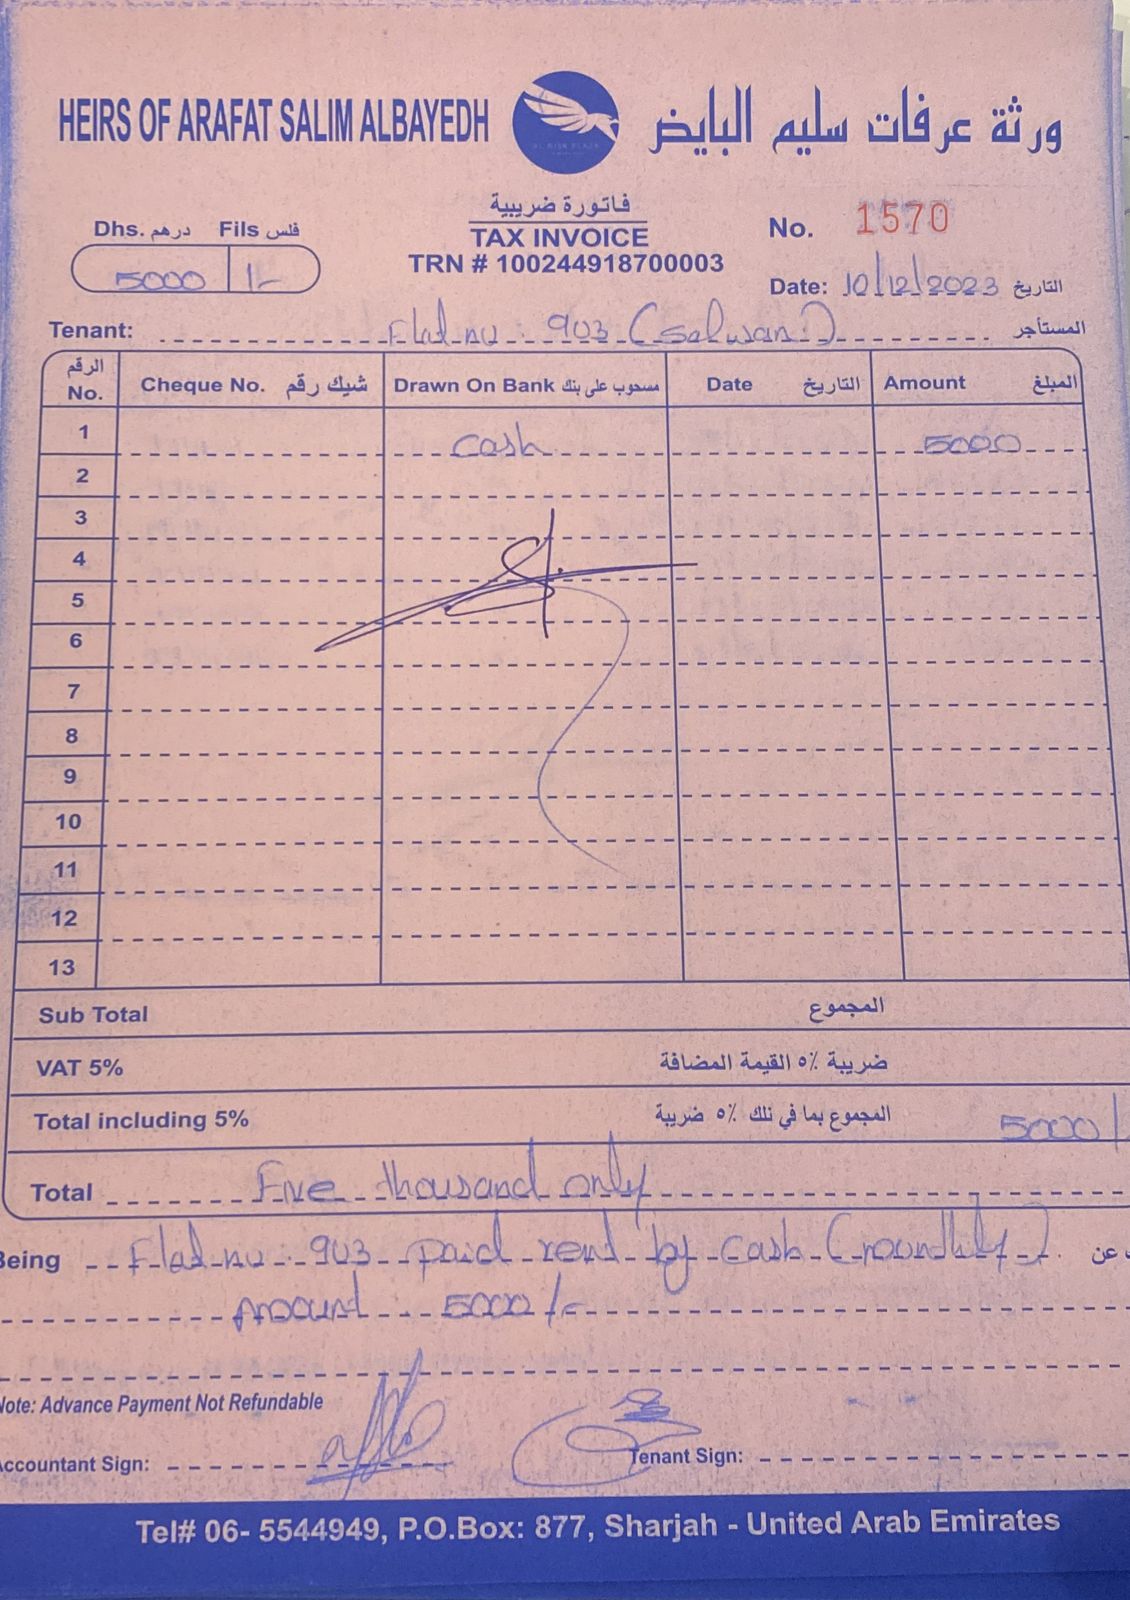 HEIRS OF ARAFAT SALIM ALBAYEDH ورثة عرفات سليم البايض
AL BISR PLAZA
فاتورة ضريبية
TAX INVOICE
TRN # 100244918700003
Dhs. درهم Fils فلس
5000 /-
No. 1570
Date: 10/12/2023 التاريخ
Tenant: Flat nu : 903 (Selwan) المستأجر
الرقم No. Cheque No. شيك رقم Drawn On Bank مسحوب على بنك Date التاريخ Amount المبلغ
1 Cash 5000
2
3
4
5
6
7
8
9
10
11
12
13
Sub Total المجموع
VAT 5% ضريبة ٥٪ القيمة المضافة
Total including 5% المجموع بما في ذلك ٥٪ ضريبة 5000/
Total Five thousand only
Being Flat nu : 903 paid rent by Cash (mounthly) عن
Amount 5000/-
Note: Advance Payment Not Refundable
Accountant Sign: Tenant Sign:
Tel# 06- 5544949, P.O.Box: 877, Sharjah - United Arab Emirates